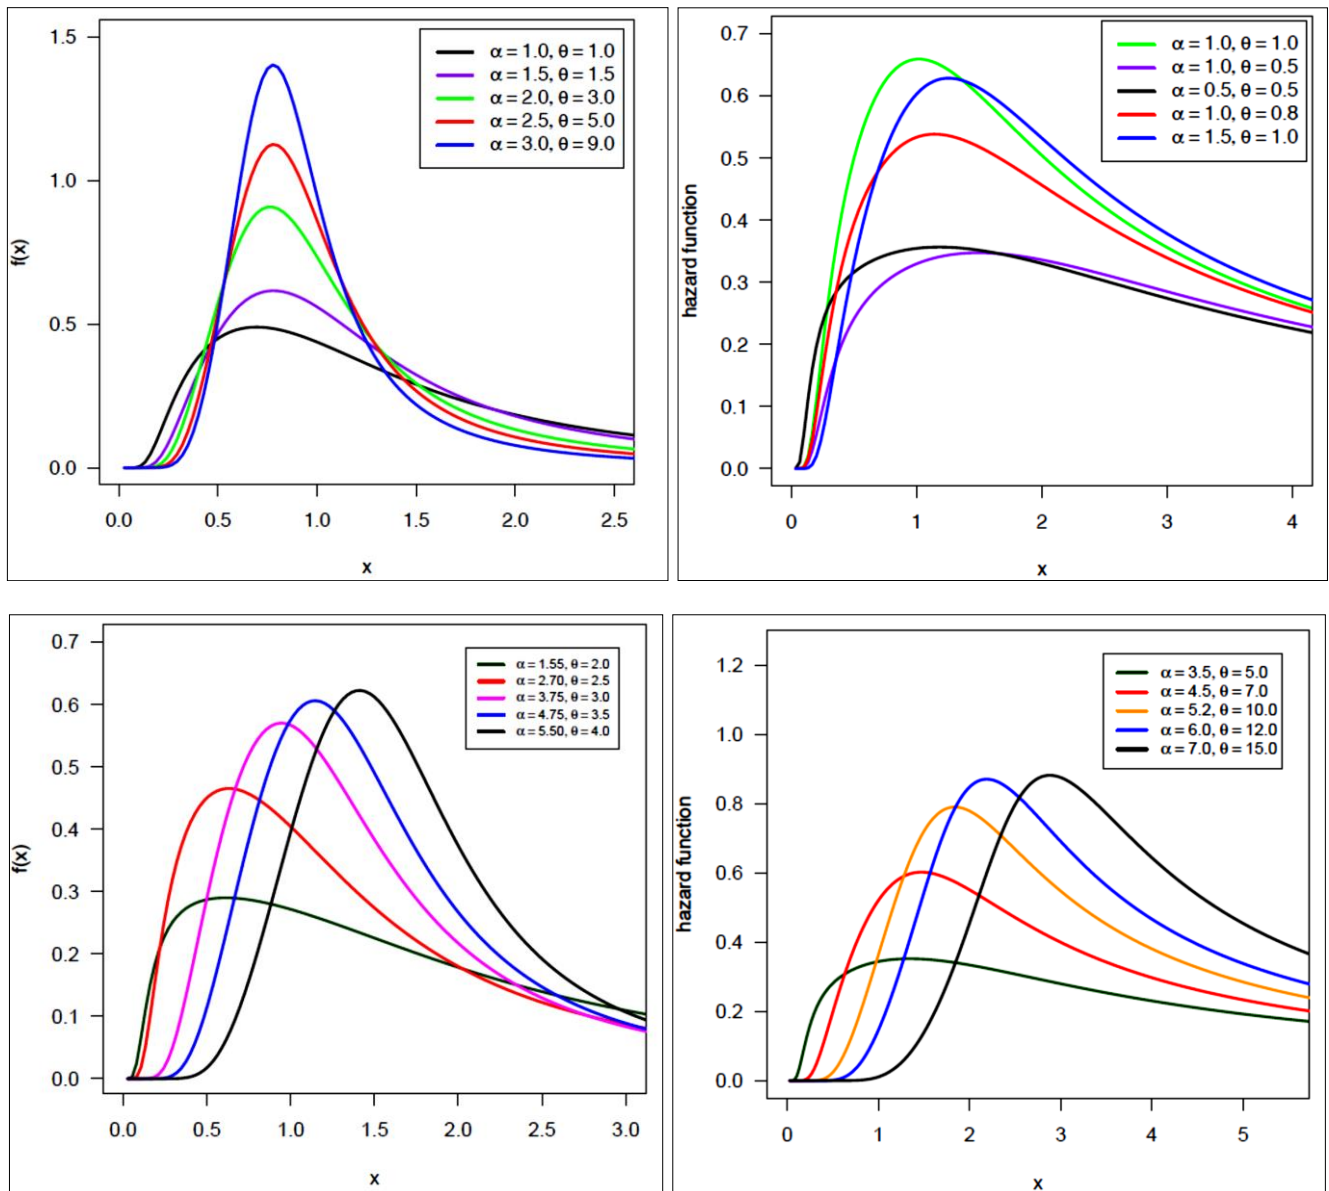 1.5
1.0
0.5
0.0
f(x)
α = 1.0, θ = 1.0
α = 1.5, θ = 1.5
α = 2.0, θ = 3.0
α = 2.5, θ = 5.0
α = 3.0, θ = 9.0
0.0 0.5 1.0 1.5 2.0 2.5
x
0.7
0.6
0.5
0.4
0.3
0.2
0.1
0.0
hazard function
α = 1.0, θ = 1.0
α = 1.0, θ = 0.5
α = 0.5, θ = 0.5
α = 1.0, θ = 0.8
α = 1.5, θ = 1.0
0 1 2 3 4
x
0.7
0.6
0.5
0.4
0.3
0.2
0.1
0.0
f(x)
α = 1.55, θ = 2.0
α = 2.70, θ = 2.5
α = 3.75, θ = 3.0
α = 4.75, θ = 3.5
α = 5.50, θ = 4.0
0.0 0.5 1.0 1.5 2.0 2.5 3.0
x
1.2
1.0
0.8
0.6
0.4
0.2
0.0
hazard function
α = 3.5, θ = 5.0
α = 4.5, θ = 7.0
α = 5.2, θ = 10.0
α = 6.0, θ = 12.0
α = 7.0, θ = 15.0
0 1 2 3 4 5
x